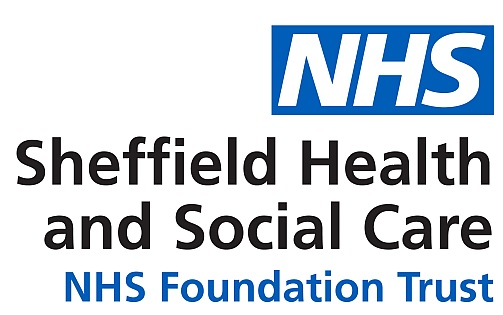 NHS
Sheffield Health
and Social Care
NHS Foundation Trust